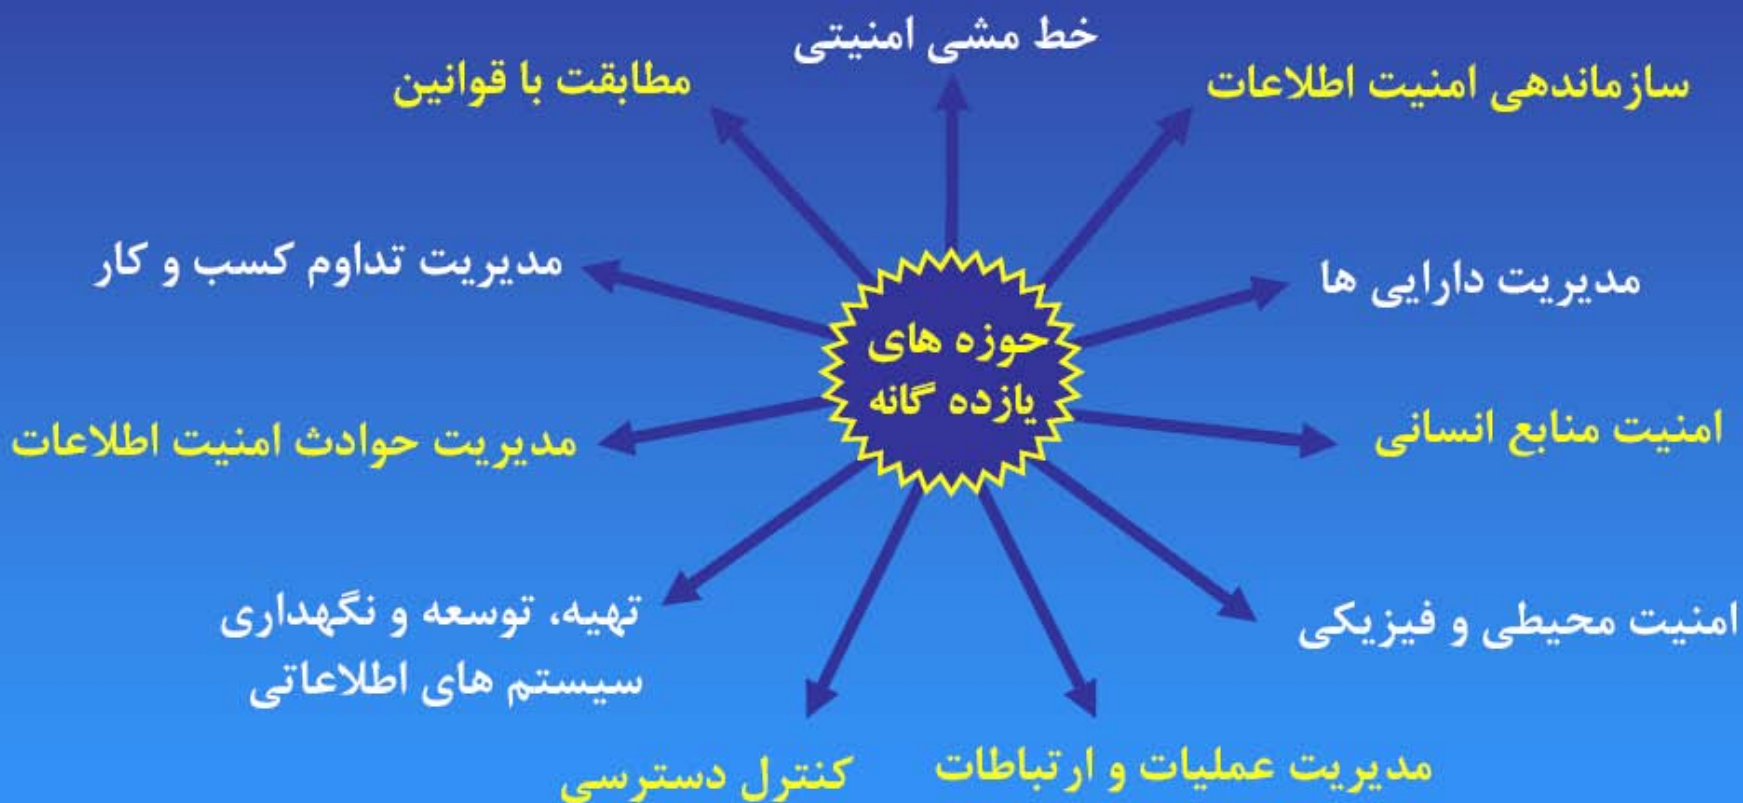 خط مشی امنیتی
سازماندهی امنیت اطلاعات
مطابقت با قوانین
مدیریت دارایی ها
مدیریت تداوم کسب و کار
حوزه های
یازده گانه
امنیت منابع انسانی
مدیریت حوادث امنیت اطلاعات
امنیت محیطی و فیزیکی
تهیه، توسعه و نگهداری
سیستم های اطلاعاتی
مدیریت عملیات و ارتباطات
کنترل دسترسی